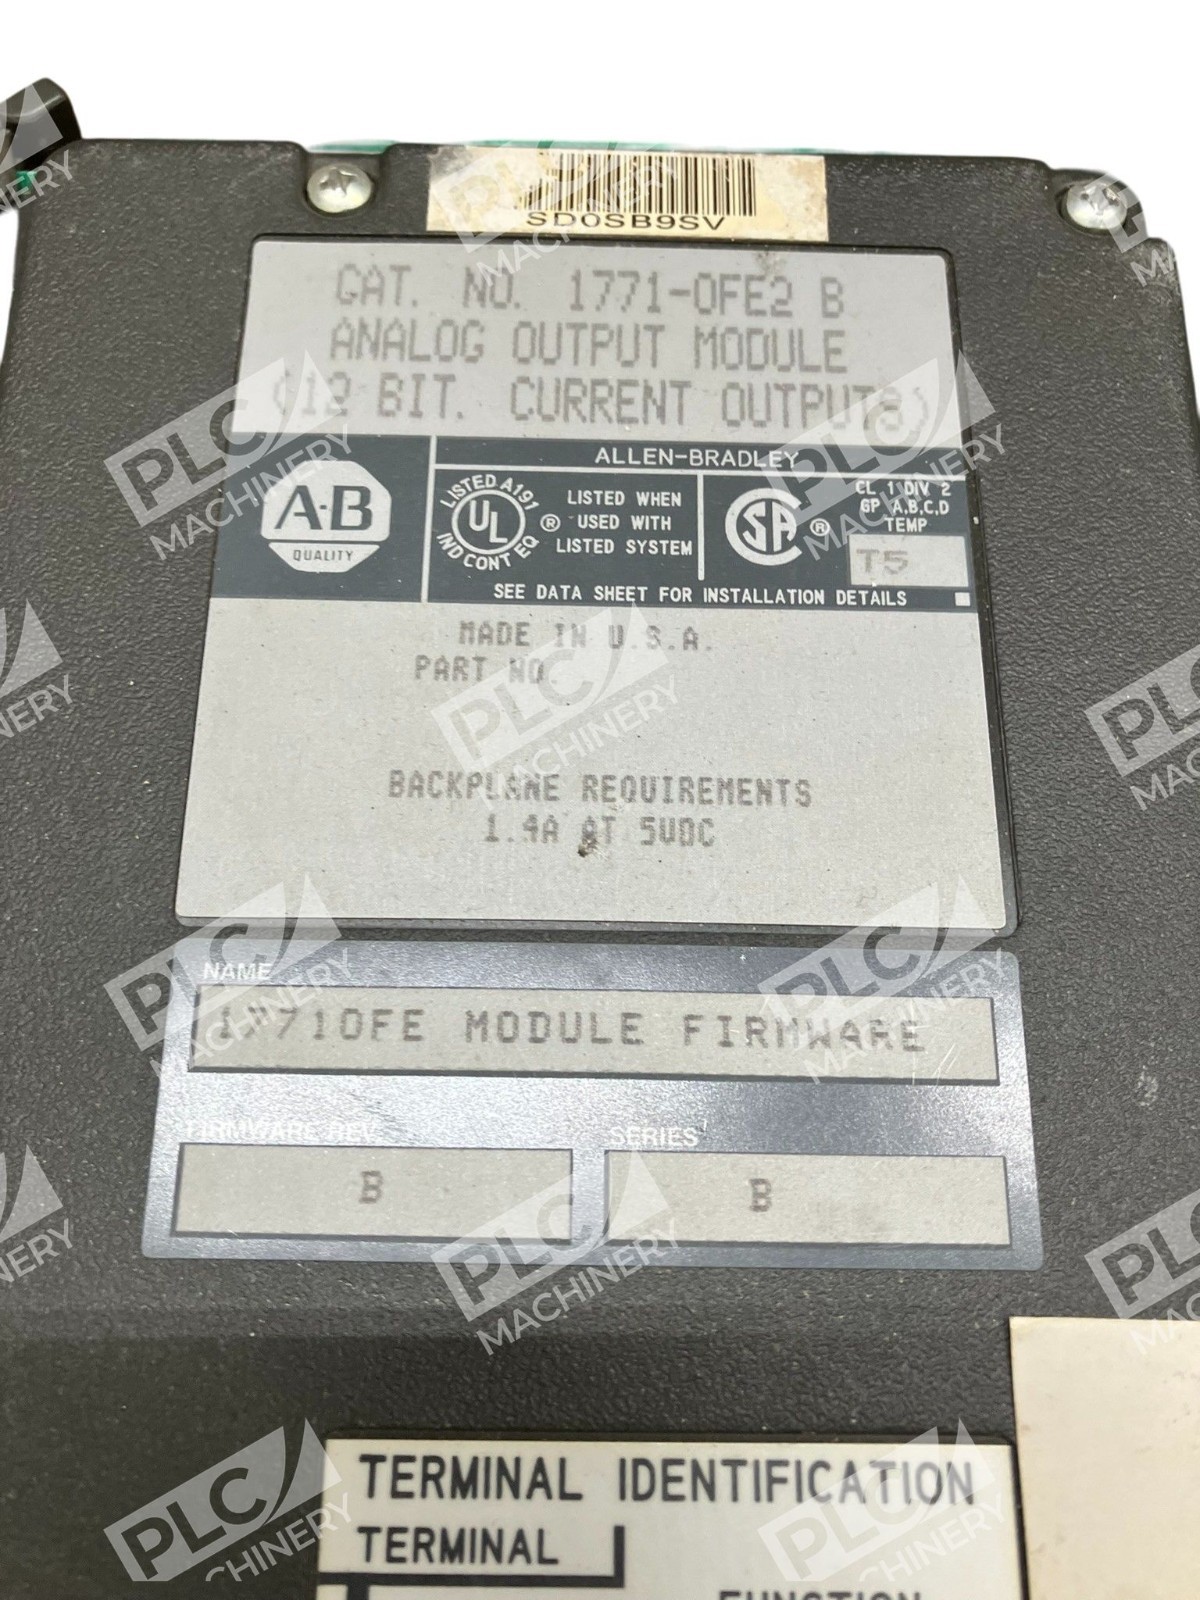 SD0SB9SV
CAT. NO. 1771-OFE2 B
ANALOG OUTPUT MODULE
(12 BIT. CURRENT OUTPUTS)
ALLEN-BRADLEY
A-B
QUALITY
LISTED A191
UL
IND CONT EQ
®
LISTED WHEN
USED WITH
LISTED SYSTEM
SA ®
CL 1 DIV 2
GP A,B,C,D
TEMP
T5
SEE DATA SHEET FOR INSTALLATION DETAILS
MADE IN U.S.A.
PART NO.
BACKPLANE REQUIREMENTS
1.4A AT 5VDC
NAME
1771OFE MODULE FIRMWARE
FIRMWARE REV. SERIES
B B
TERMINAL IDENTIFICATION
TERMINAL
FUNCTION
PLC MACHINERY